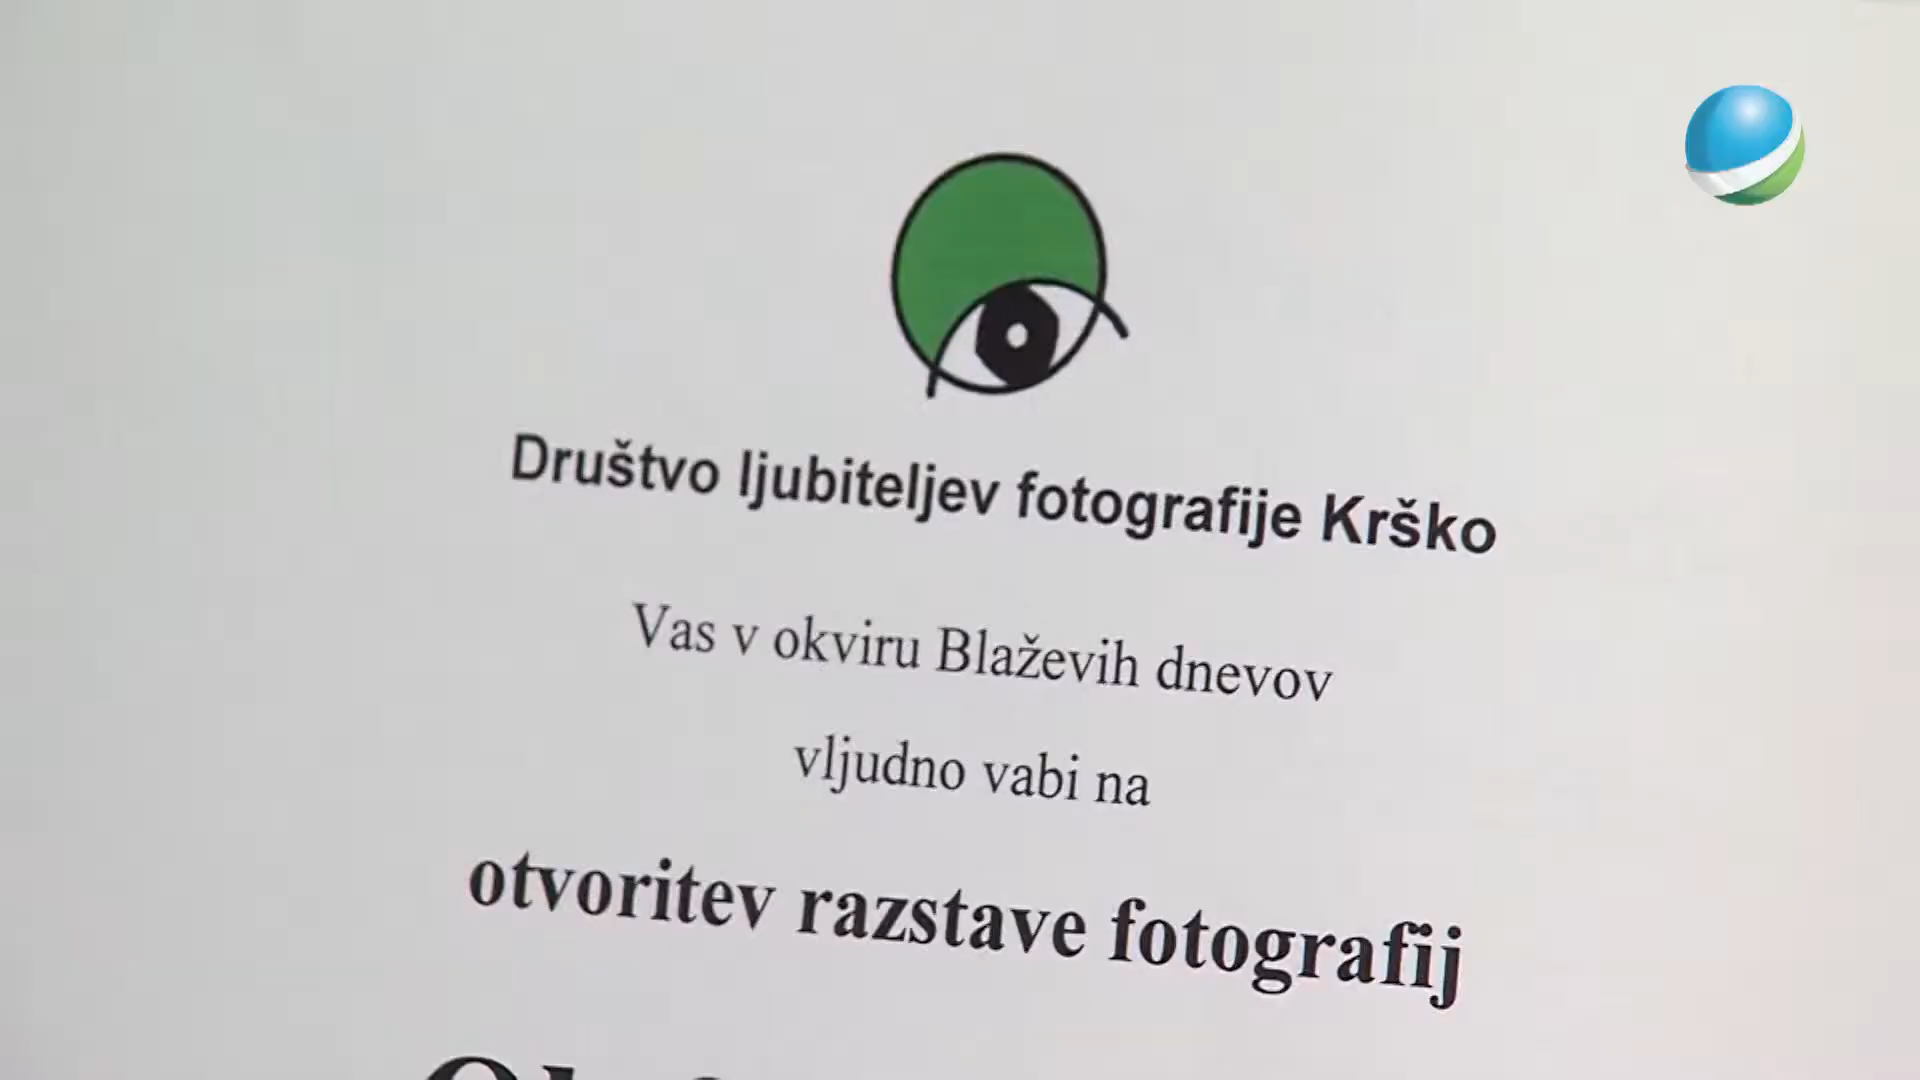 Društvo ljubiteljev fotografije Krško
Vas v okviru Blaževih dnevov
vljudno vabi na
otvoritev razstave fotografij